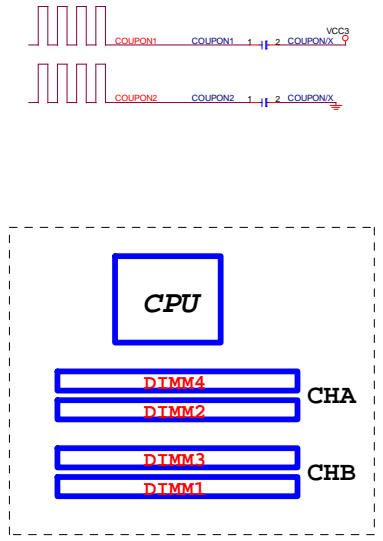 VCC3
COUPON1 COUPON1 1 2 COUPON/X
COUPON2 COUPON2 1 2 COUPON/X
CPU
DIMM4
CHA
DIMM2
DIMM3
CHB
DIMM1